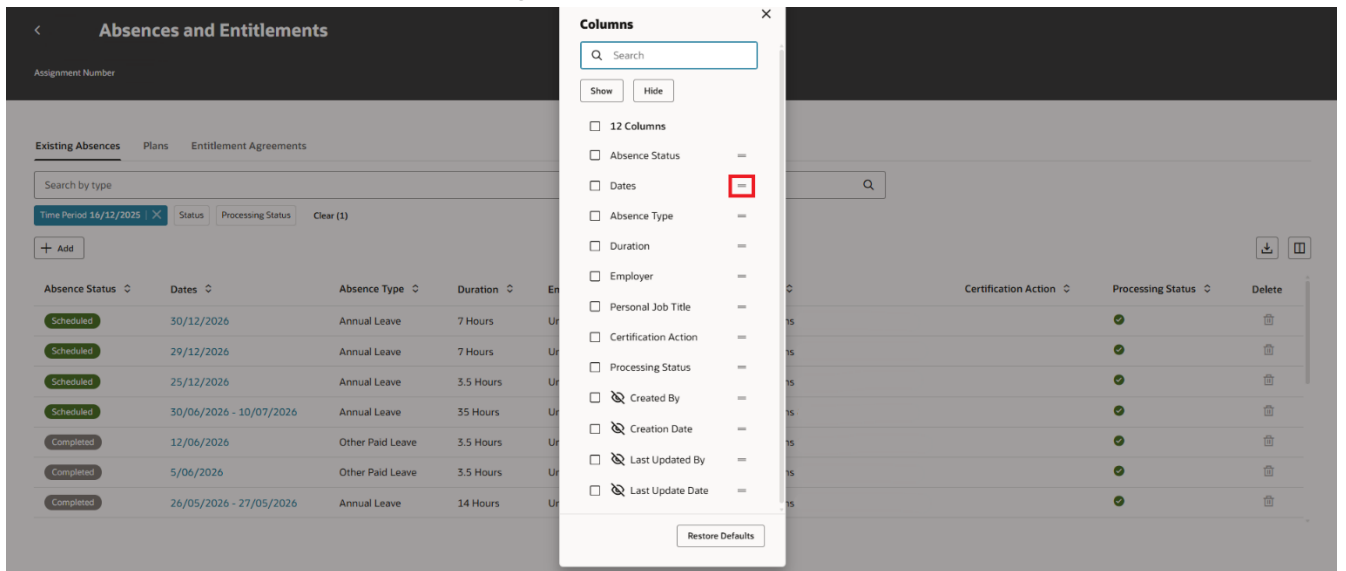 Absences and Entitlements
Assignment Number
Existing Absences Plans Entitlement Agreements
Search by type
Time Period 16/12/2025 Status Processing Status Clear (1)
Add
Absence Status Dates Absence Type Duration Certification Action Processing Status Delete
Scheduled 30/12/2026 Annual Leave 7 Hours
Scheduled 29/12/2026 Annual Leave 7 Hours
Scheduled 25/12/2026 Annual Leave 3.5 Hours
Scheduled 30/06/2026 - 10/07/2026 Annual Leave 35 Hours
Completed 12/06/2026 Other Paid Leave 3.5 Hours
Completed 5/06/2026 Other Paid Leave 3.5 Hours
Completed 26/05/2026 - 27/05/2026 Annual Leave 14 Hours
Columns
Search
Show Hide
12 Columns
Absence Status
Dates
Absence Type
Duration
Employer
Personal Job Title
Certification Action
Processing Status
Created By
Creation Date
Last Updated By
Last Update Date
Restore Defaults